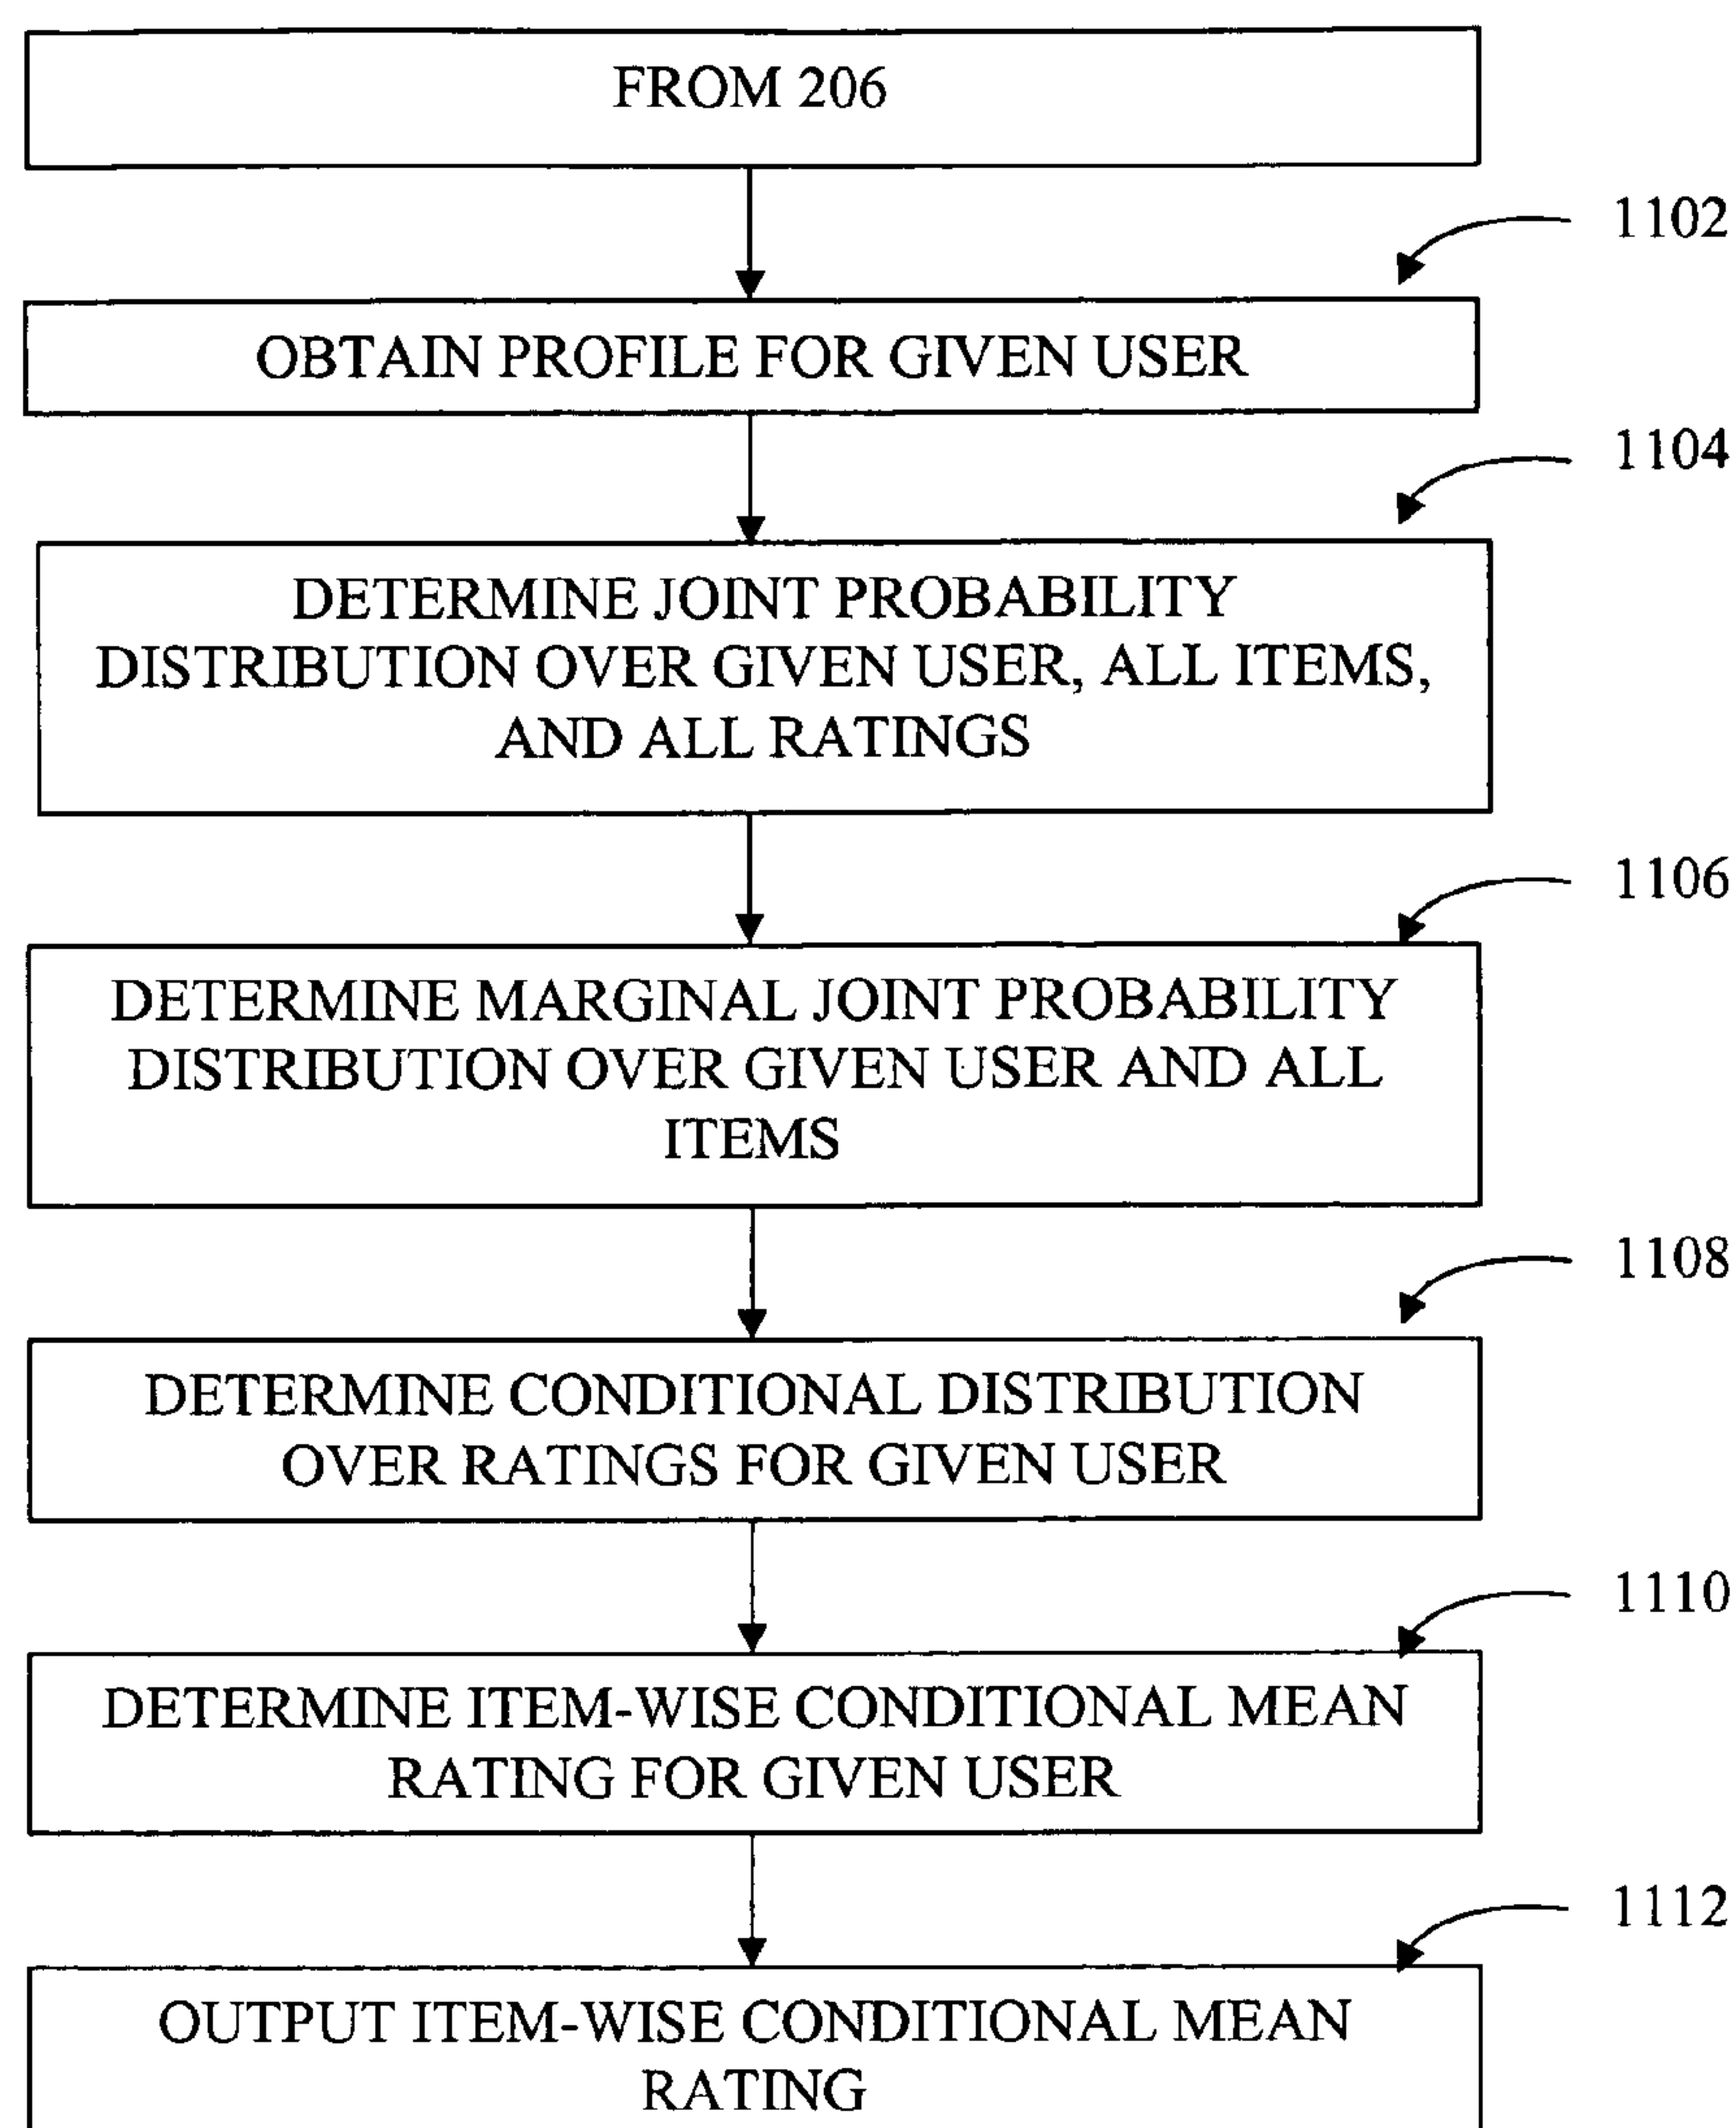 FROM 206
1102
OBTAIN PROFILE FOR GIVEN USER
1104
DETERMINE JOINT PROBABILITY
DISTRIBUTION OVER GIVEN USER, ALL ITEMS,
AND ALL RATINGS
1106
DETERMINE MARGINAL JOINT PROBABILITY
DISTRIBUTION OVER GIVEN USER AND ALL
ITEMS
1108
DETERMINE CONDITIONAL DISTRIBUTION
OVER RATINGS FOR GIVEN USER
1110
DETERMINE ITEM-WISE CONDITIONAL MEAN
RATING FOR GIVEN USER
1112
OUTPUT ITEM-WISE CONDITIONAL MEAN
RATING